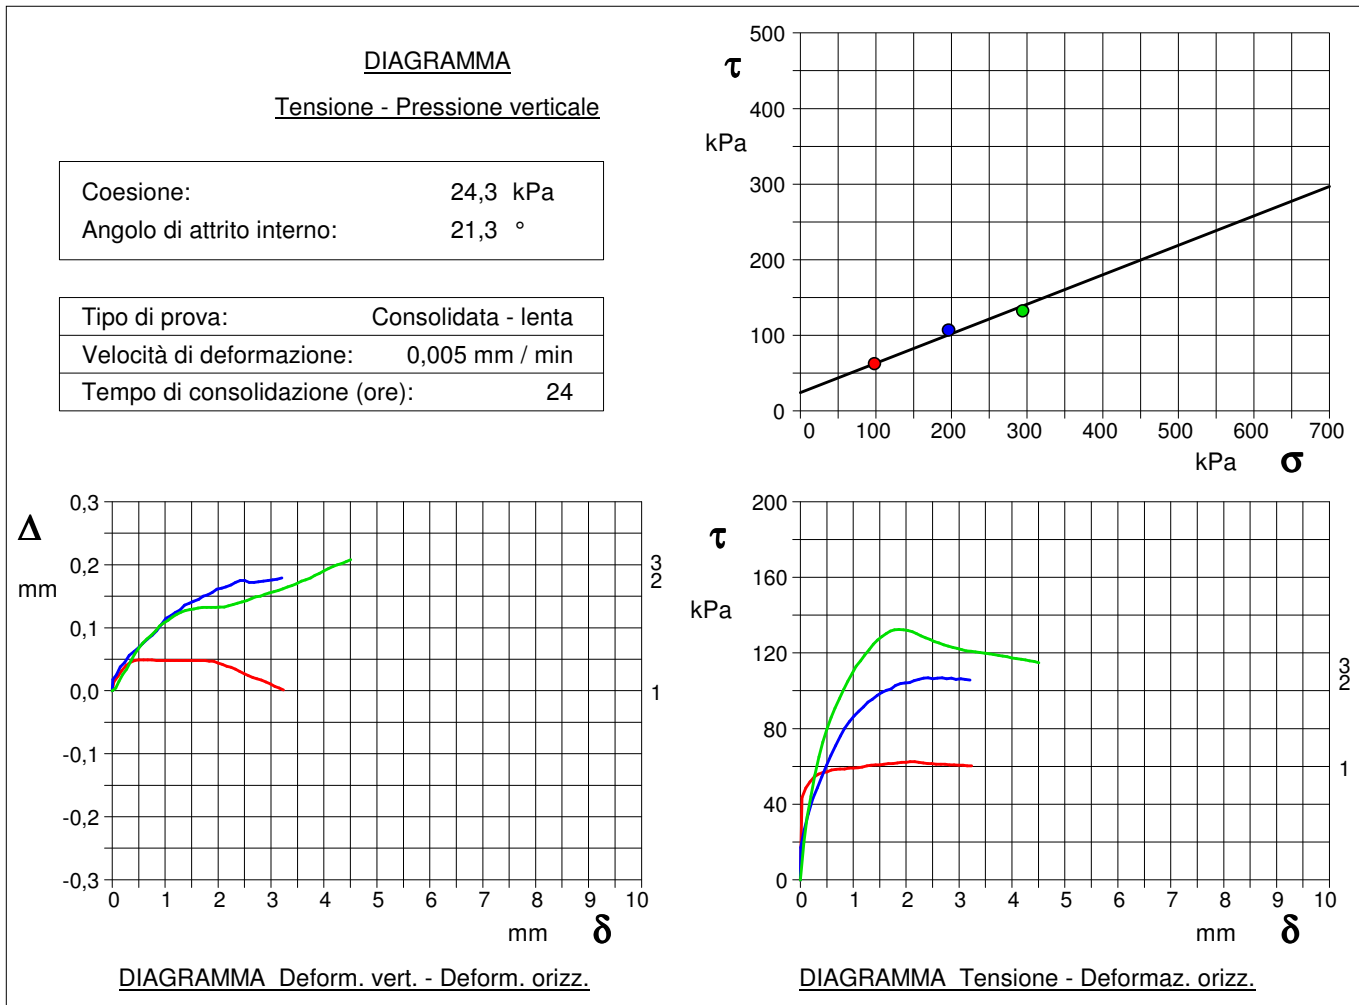 DIAGRAMMA
Tensione - Pressione verticale
Coesione: 24,3 kPa
Angolo di attrito interno: 21,3 °
Tipo di prova: Consolidata - lenta
Velocità di deformazione: 0,005 mm / min
Tempo di consolidazione (ore): 24
τ
kPa
500
400
300
200
100
0
0 100 200 300 400 500 600 700
kPa σ
Δ
mm
0,3
0,2
0,1
0,0
-0,1
-0,2
-0,3
3
2
1
0 1 2 3 4 5 6 7 8 9 10
mm δ
DIAGRAMMA Deform. vert. - Deform. orizz.
τ
kPa
200
160
120
80
40
0
3
2
1
0 1 2 3 4 5 6 7 8 9 10
mm δ
DIAGRAMMA Tensione - Deformaz. orizz.